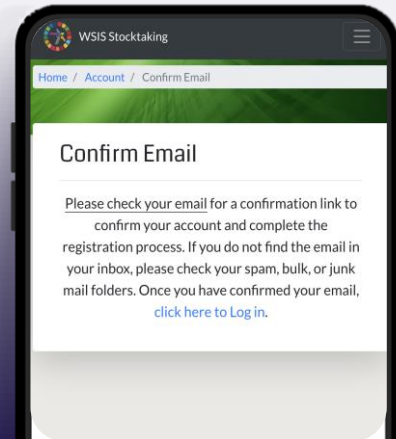 WSIS Stocktaking
Home / Account / Confirm Email
Confirm Email
Please check your email for a confirmation link to
confirm your account and complete the
registration process. If you do not find the email in
your inbox, please check your spam, bulk, or junk
mail folders. Once you have confirmed your email,
click here to Log in.